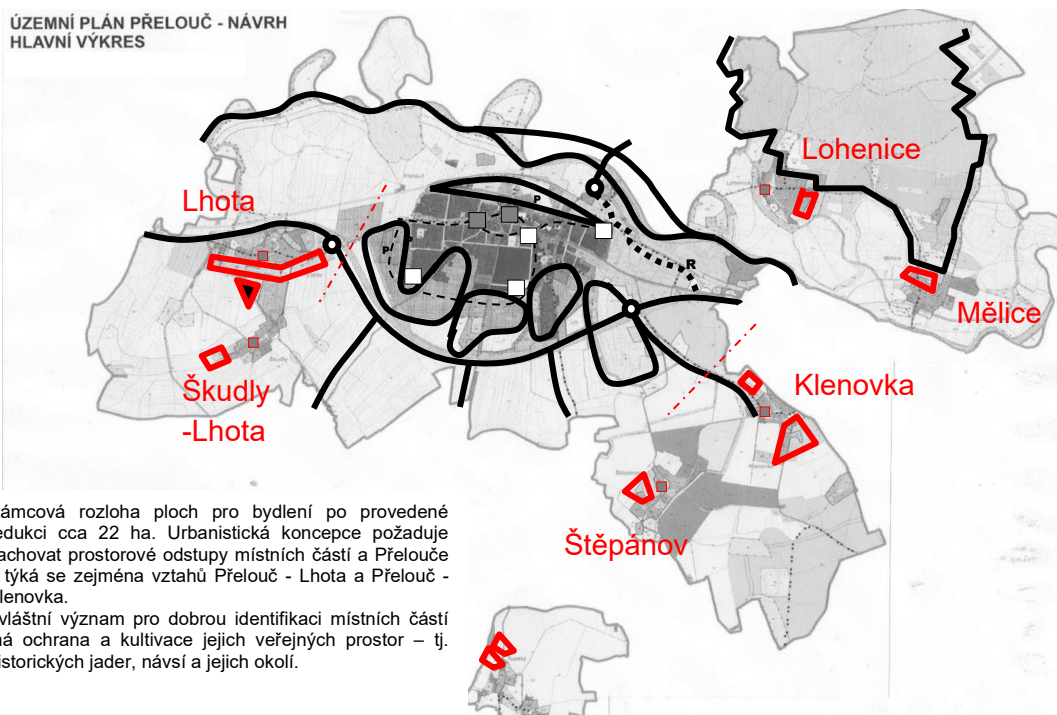 ÚZEMNÍ PLÁN PŘELOUČ - NÁVRH
HLAVNÍ VÝKRES
Lohenice
Lhota
P
P
R
Mělice
Škudly
-Lhota
Klenovka
Štěpánov
ámcová rozloha ploch pro bydlení po provedené
edukci cca 22 ha. Urbanistická koncepce požaduje
achovat prostorové odstupy místních částí a Přelouče
týká se zejména vztahů Přelouč - Lhota a Přelouč -
lenovka.
vláštní význam pro dobrou identifikaci místních částí
ná ochrana a kultivace jejich veřejných prostor – tj.
istorických jader, návsí a jejich okolí.